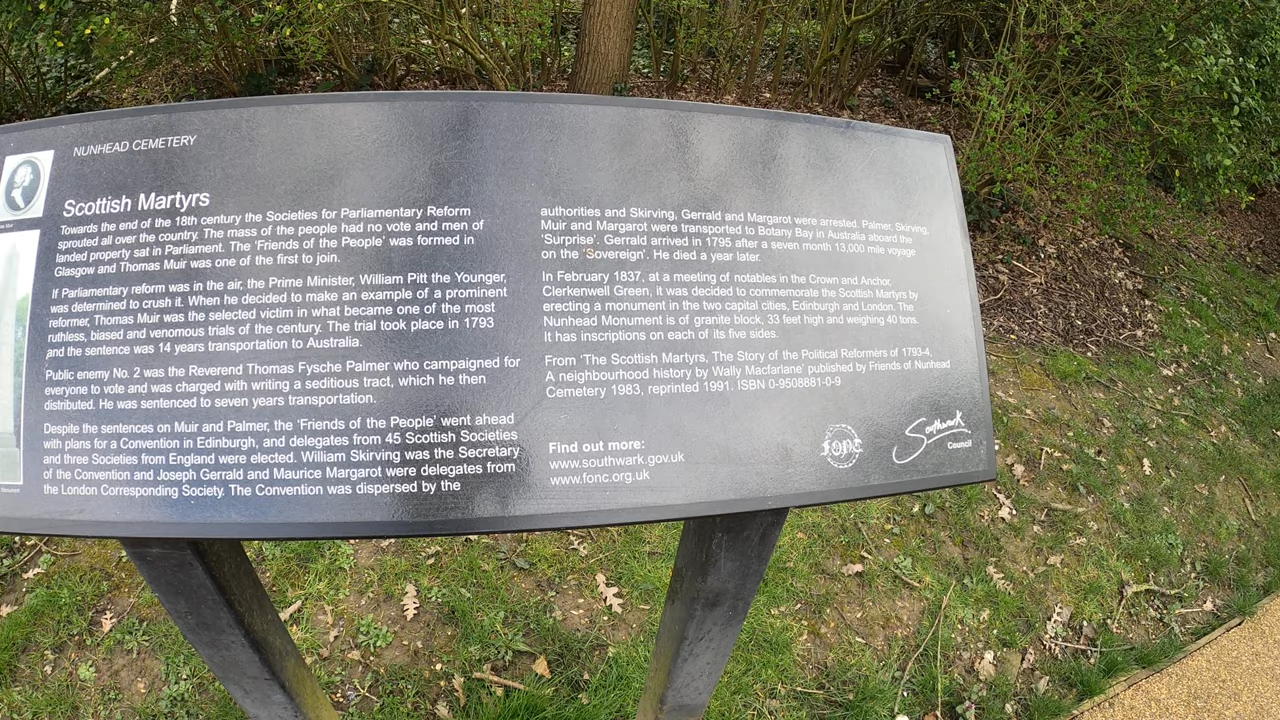 NUNHEAD CEMETERY
Scottish Martyrs
Towards the end of the 18th century the Societies for Parliamentary Reform
sprouted all over the country. The mass of the people had no vote and men of
landed property sat in Parliament. The 'Friends of the People' was formed in
Glasgow and Thomas Muir was one of the first to join.
If Parliamentary reform was in the air, the Prime Minister, William Pitt the Younger,
was determined to crush it. When he decided to make an example of a prominent
reformer, Thomas Muir was the selected victim in what became one of the most
ruthless, biased and venomous trials of the century. The trial took place in 1793
and the sentence was 14 years transportation to Australia.
Public enemy No. 2 was the Reverend Thomas Fysche Palmer who campaigned for
everyone to vote and was charged with writing a seditious tract, which he then
distributed. He was sentenced to seven years transportation.
Despite the sentences on Muir and Palmer, the 'Friends of the People' went ahead
with plans for a Convention in Edinburgh, and delegates from 45 Scottish Societies
and three Societies from England were elected. William Skirving was the Secretary
of the Convention and Joseph Gerrald and Maurice Margarot were delegates from
the London Corresponding Society. The Convention was dispersed by the
authorities and Skirving, Gerrald and Margarot were arrested. Palmer, Skirving,
Muir and Margarot were transported to Botany Bay in Australia aboard the
'Surprise'. Gerrald arrived in 1795 after a seven month 13,000 mile voyage
on the 'Sovereign'. He died a year later.
In February 1837, at a meeting of notables in the Crown and Anchor,
Clerkenwell Green, it was decided to commemorate the Scottish Martyrs by
erecting a monument in the two capital cities, Edinburgh and London. The
Nunhead Monument is of granite block, 33 feet high and weighing 40 tons.
It has inscriptions on each of its five sides.
From 'The Scottish Martyrs, The Story of the Political Reformers of 1793-4,
A neighbourhood history by Wally Macfarlane' published by Friends of Nunhead
Cemetery 1983, reprinted 1991. ISBN 0-9508881-0-9
Find out more:
www.southwark.gov.uk
www.fonc.org.uk
fonc
Southwark
Council